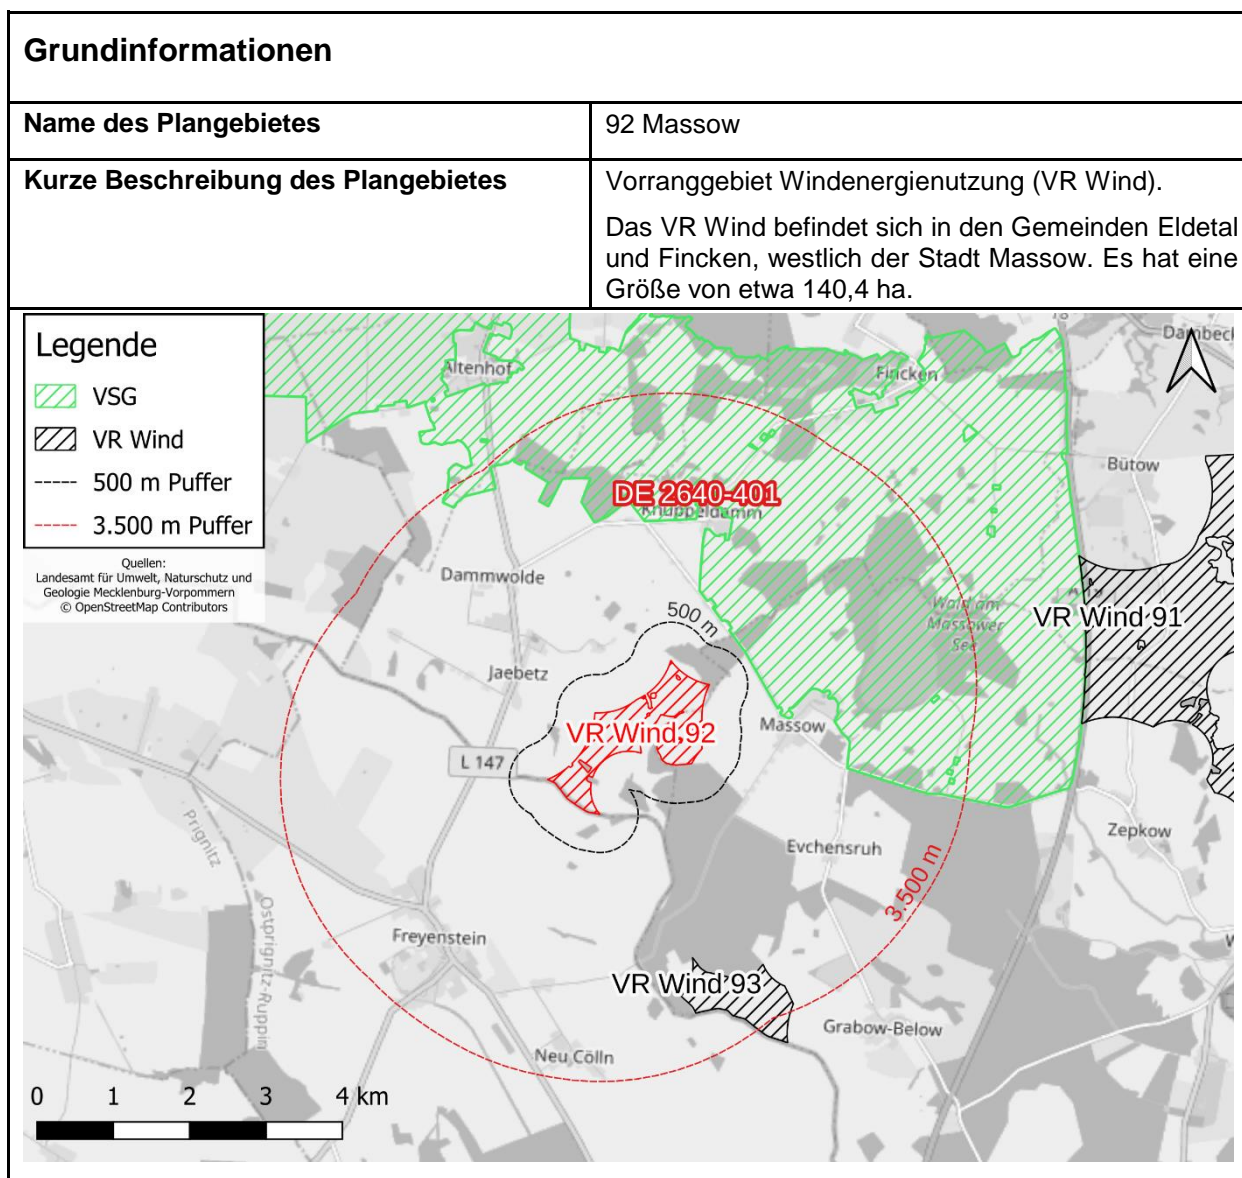 Grundinformationen
Name des Plangebietes
92 Massow
Kurze Beschreibung des Plangebietes
Vorranggebiet Windenergienutzung (VR Wind).
Das VR Wind befindet sich in den Gemeinden Eldetal
und Fincken, westlich der Stadt Massow. Es hat eine
Größe von etwa 140,4 ha.
Legende
VSG
VR Wind
500 m Puffer
3.500 m Puffer
Quellen:
Landesamt für Umwelt, Naturschutz und
Geologie Mecklenburg-Vorpommern
© OpenStreetMap Contributors
Altenhof
Fincken
Bütow
DE 2640-401
Knüppeldamm
Dammwolde
500 m
Wald am
Massower
See
VR Wind 91
Jaebetz
VR Wind 92
Massow
L 147
Prignitz
Evchensruh
Zepkow
3.500 m
Ostprignitz-Ruppin
Freyenstein
VR Wind 93
Grabow-Below
Neu Cölln
0 1 2 3 4 km